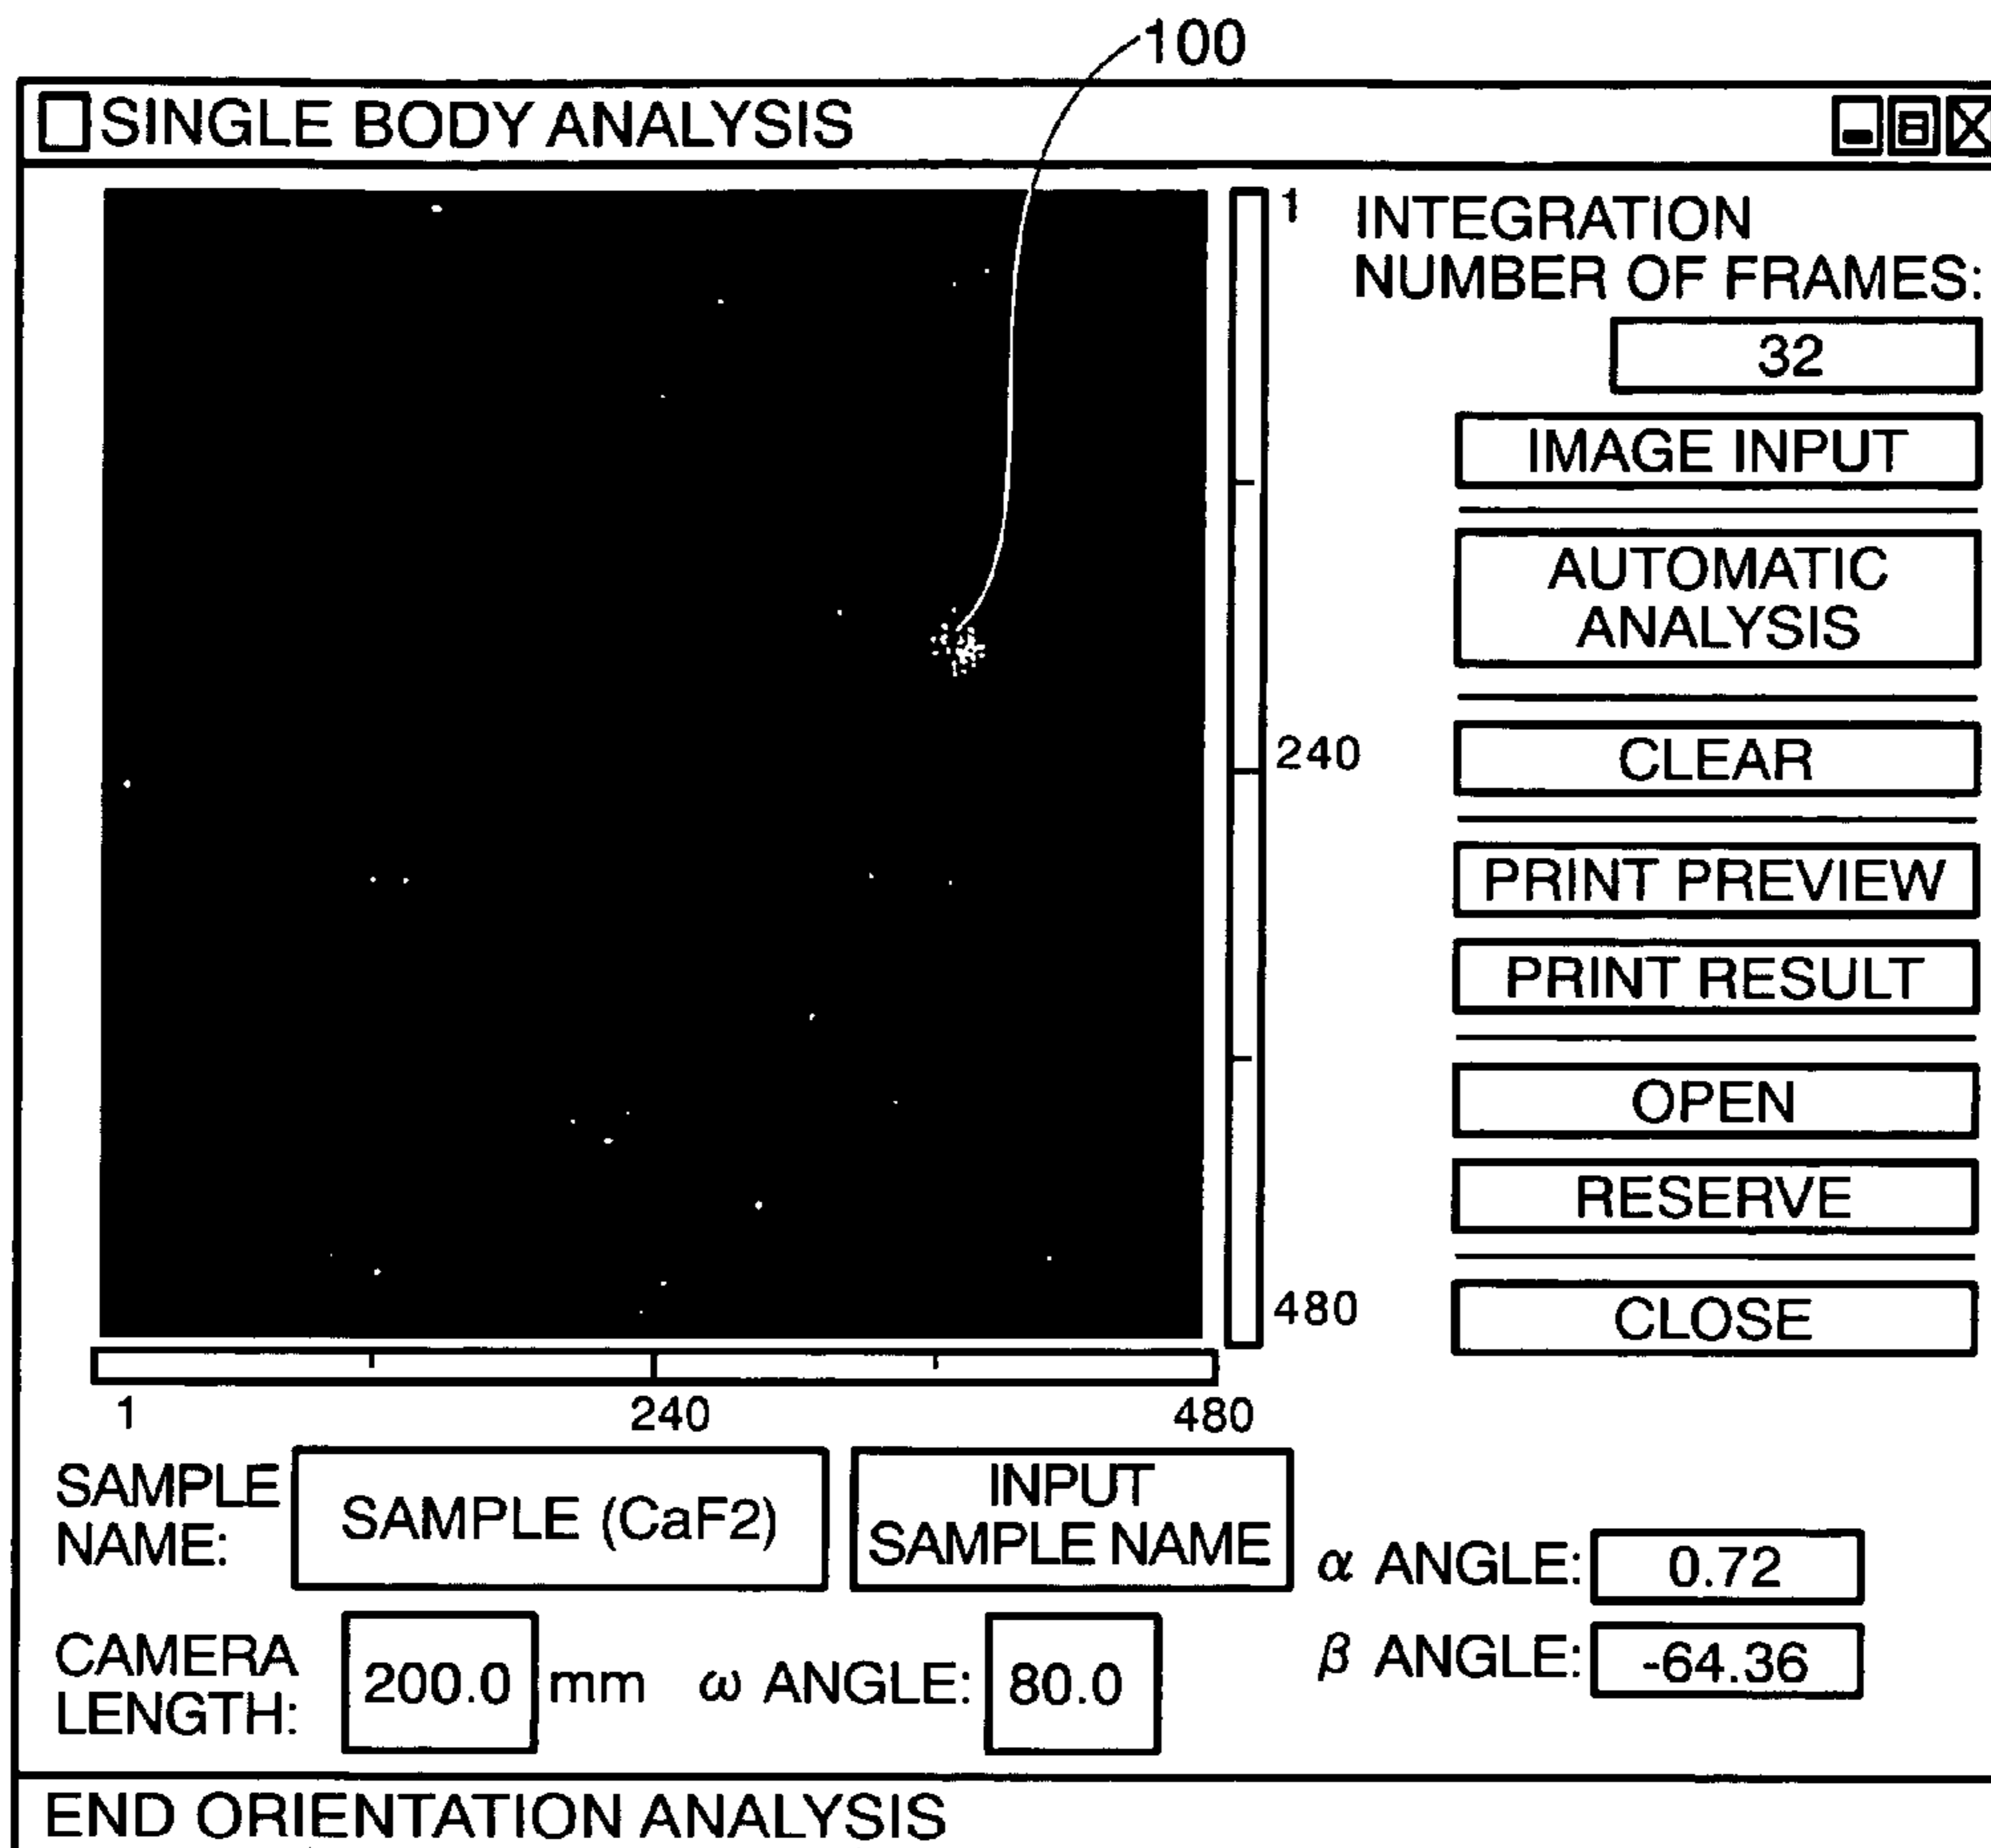 100
SINGLE BODY ANALYSIS
1
INTEGRATION
NUMBER OF FRAMES:
32
IMAGE INPUT
AUTOMATIC
ANALYSIS
240
CLEAR
PRINT PREVIEW
PRINT RESULT
OPEN
RESERVE
480
CLOSE
1 240 480
SAMPLE
NAME:
SAMPLE (CaF2)
INPUT
SAMPLE NAME
α ANGLE: 0.72
β ANGLE: -64.36
CAMERA
LENGTH:
200.0 mm ω ANGLE: 80.0
END ORIENTATION ANALYSIS